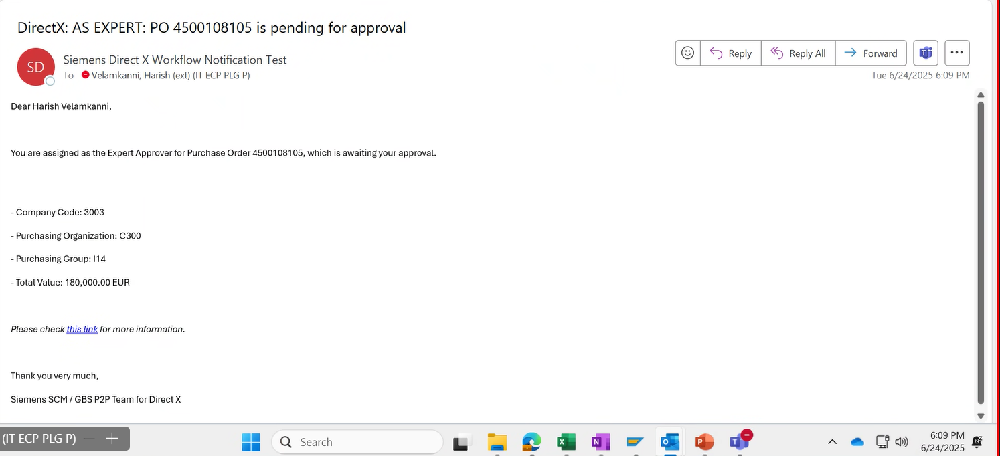 DirectX: AS EXPERT: PO 4500108105 is pending for approval
SD
Siemens Direct X Workflow Notification Test
To Velamkanni, Harish (ext) (IT ECP PLG P)
Reply
Reply All
Forward
Tue 6/24/2025 6:09 PM
Dear Harish Velamkanni,
You are assigned as the Expert Approver for Purchase Order 4500108105, which is awaiting your approval.
- Company Code: 3003
- Purchasing Organization: C300
- Purchasing Group: I14
- Total Value: 180,000.00 EUR
Please check this link for more information.
Thank you very much,
Siemens SCM / GBS P2P Team for Direct X
(IT ECP PLG P)
Search
6:09 PM
6/24/2025